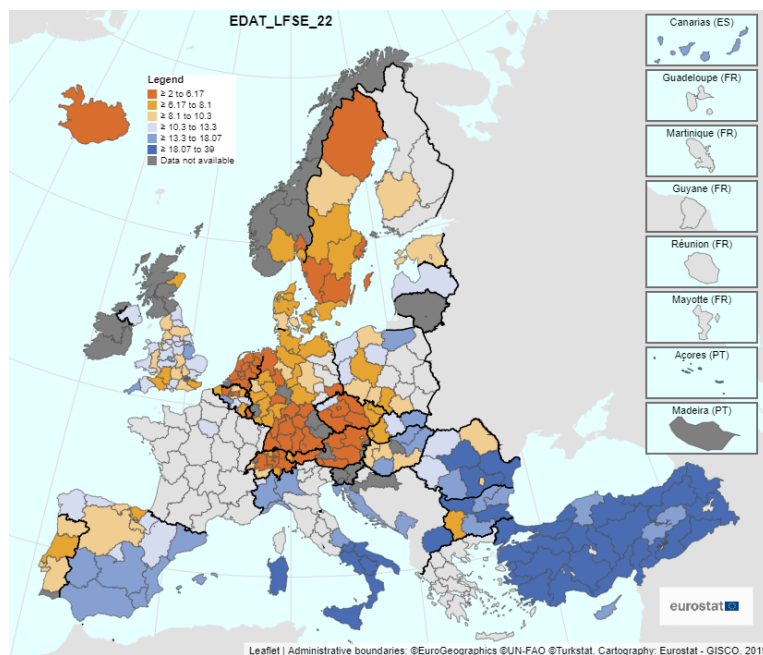 EDAT_LFSE_22
Legend
≥ 2 to 6.17
≥ 6.17 to 8.1
≥ 8.1 to 10.3
≥ 10.3 to 13.3
≥ 13.3 to 18.07
≥ 18.07 to 39
Data not available
Canarias (ES)
Guadeloupe (FR)
Martinique (FR)
Guyane (FR)
Réunion (FR)
Mayotte (FR)
Açores (PT)
Madeira (PT)
eurostat
Leaflet | Administrative boundaries: ©EuroGeographics ©UN-FAO ©Turkstat, Cartography: Eurostat - GISCO, 201